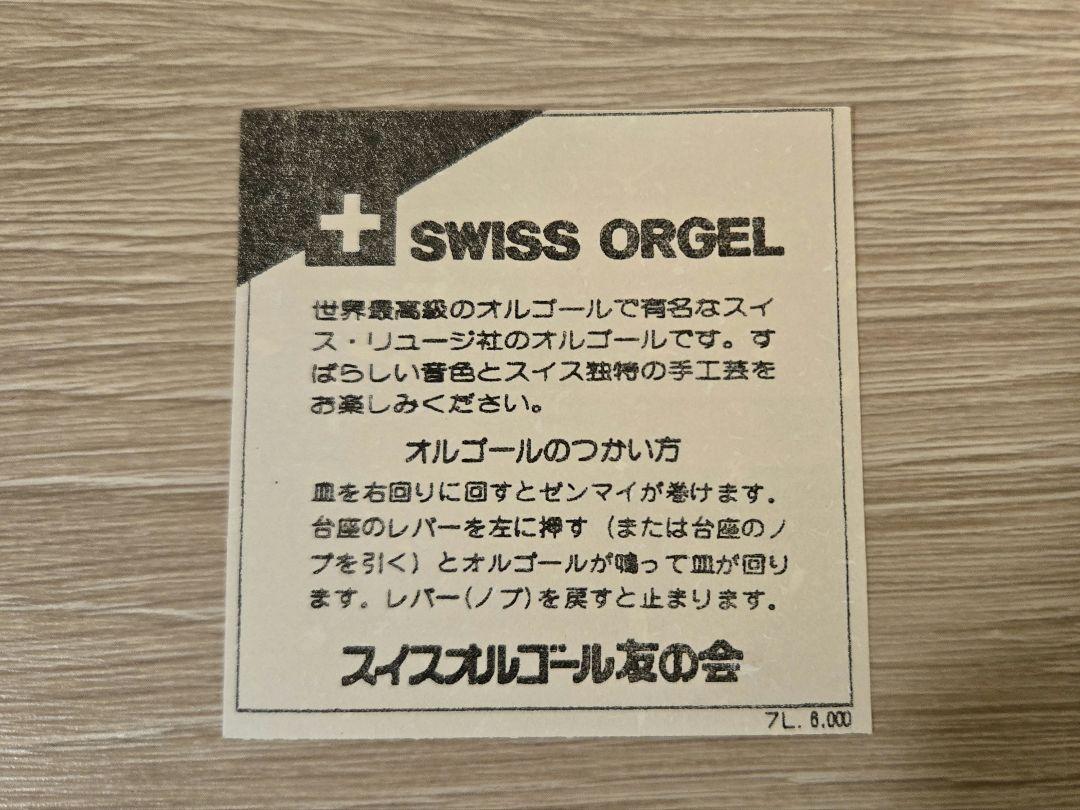 SWISS ORGEL
世界最高級のオルゴールで有名なスイ
ス・リュージ社のオルゴールです。す
ばらしい音色とスイス独特の手工芸を
お楽しみください。
オルゴールのつかい方
皿を右回りに回すとゼンマイが巻けます。
台座のレバーを左に押す（または台座のノ
ブを引く）とオルゴールが鳴って皿が回り
ます。レバー(ノブ)を戻すと止まります。
スイスオルゴール友の会
7L. 6,000